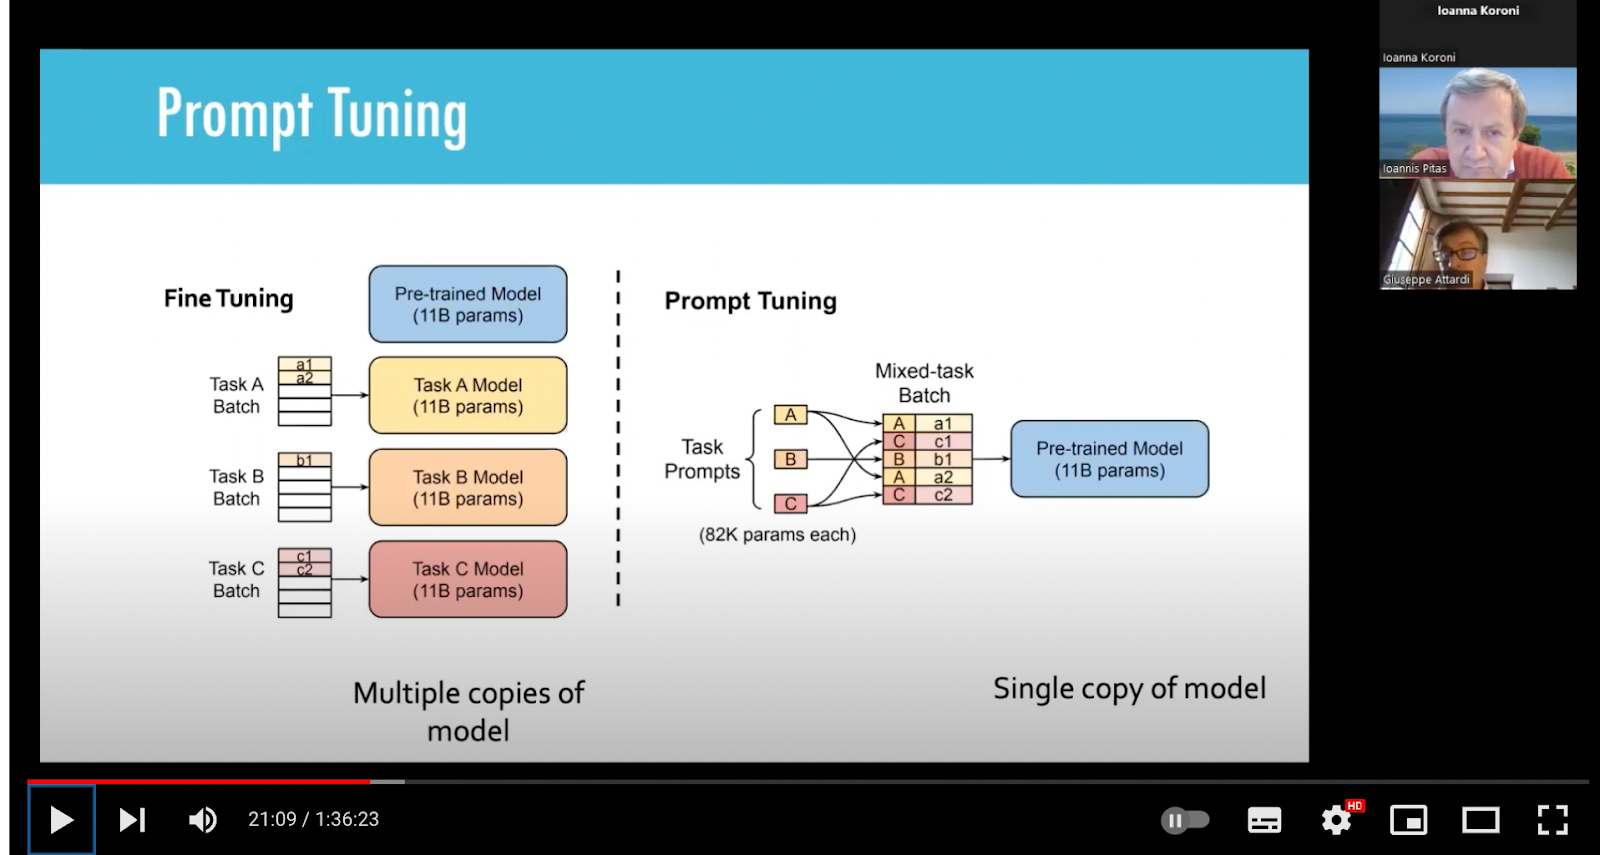 Ioanna Koroni
Ioanna Koroni
Ioannis Pitas
Giuseppe Attardi
Prompt Tuning
Fine Tuning
Pre-trained Model
(11B params)
Task A
Batch
a1
a2
Task A Model
(11B params)
Task B
Batch
b1
Task B Model
(11B params)
Task C
Batch
c1
c2
Task C Model
(11B params)
Multiple copies of
model
Prompt Tuning
Task
Prompts
A
B
C
(82K params each)
Mixed-task
Batch
A a1
C c1
B b1
A a2
C c2
Pre-trained Model
(11B params)
Single copy of model
21:09 / 1:36:23
HD